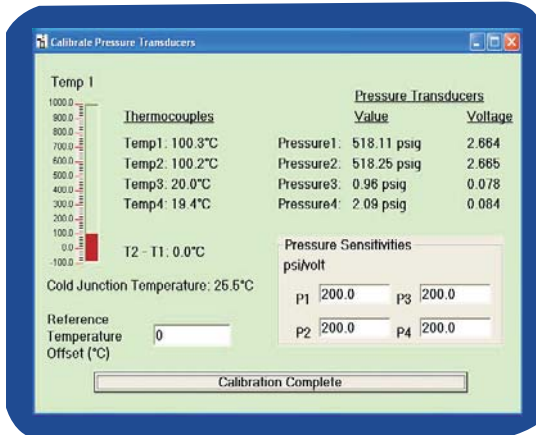 Calibrate Pressure Transducers
Temp 1
1000.0
900.0
800.0
700.0
600.0
500.0
400.0
300.0
200.0
100.0
0.0
-100.0
Thermocouples
Temp1: 100.3°C
Temp2: 100.2°C
Temp3: 20.0°C
Temp4: 19.4°C
T2 - T1: 0.0°C
Pressure Transducers
Value Voltage
Pressure1: 518.11 psig 2.664
Pressure2: 518.25 psig 2.665
Pressure3: 0.96 psig 0.078
Pressure4: 2.09 psig 0.084
Cold Junction Temperature: 25.5°C
Pressure Sensitivities
psi/volt
P1 200.0 P3 200.0
P2 200.0 P4 200.0
Reference
Temperature 0
Offset (°C)
Calibration Complete